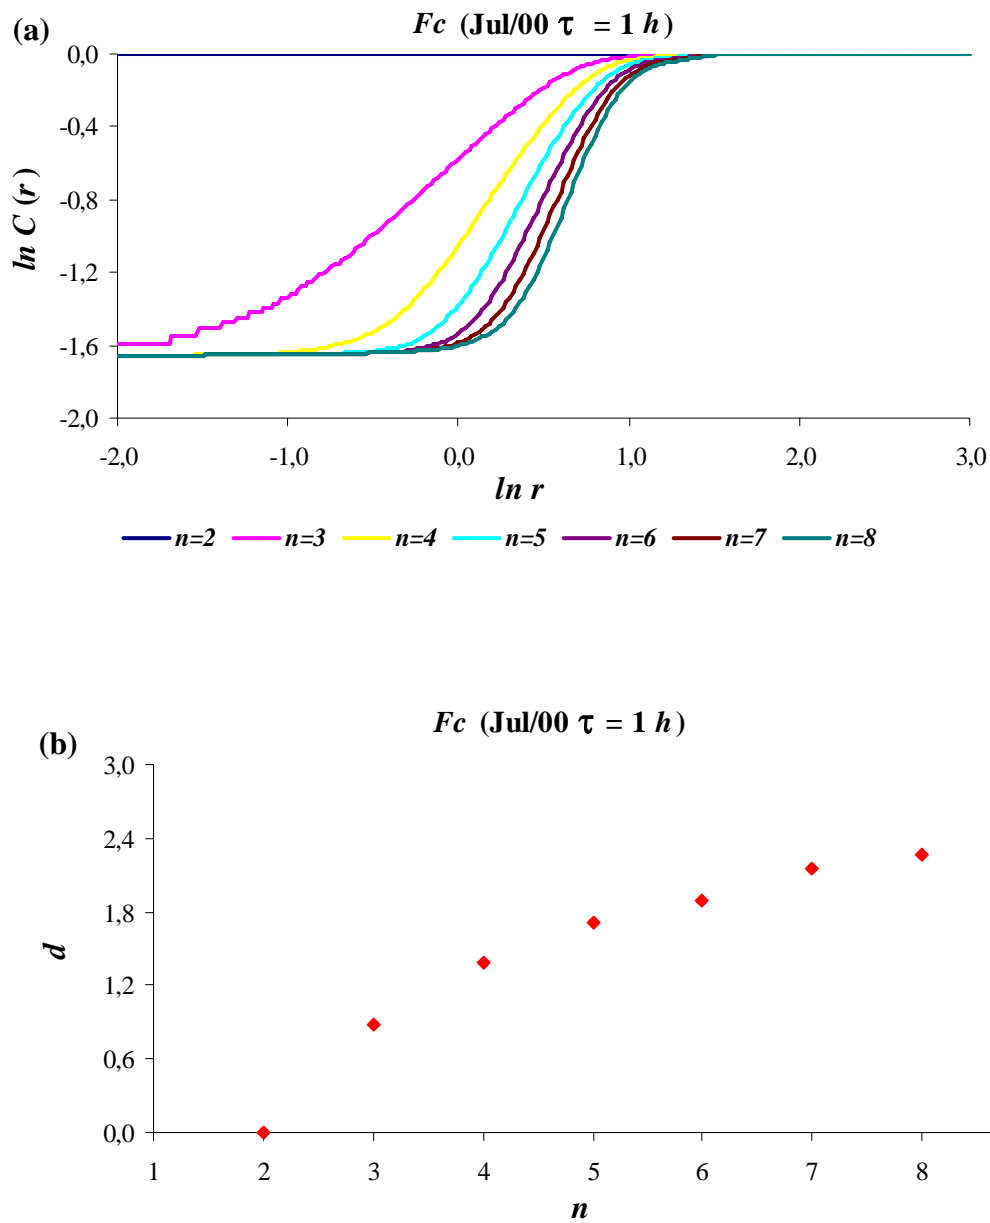 (a)
Fc (Jul/00 τ = 1 h)
0,0
-0,4
-0,8
-1,2
-1,6
-2,0
ln C (r)
-2,0 -1,0 0,0 1,0 2,0 3,0
ln r
n=2 n=3 n=4 n=5 n=6 n=7 n=8
(b)
Fc (Jul/00 τ = 1 h)
3,0
2,4
1,8
1,2
0,6
0,0
d
1 2 3 4 5 6 7 8
n